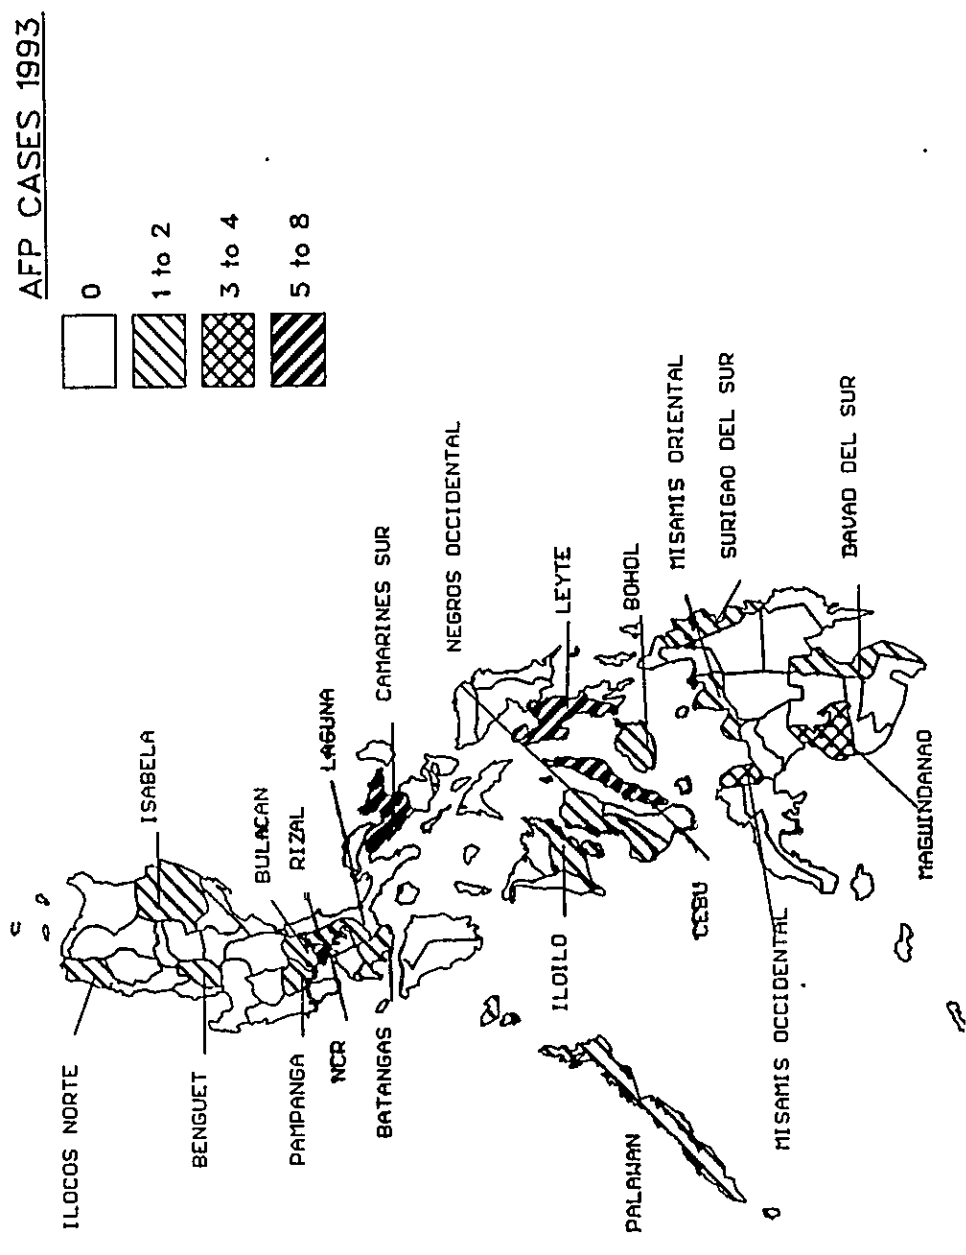 AFP CASES 1993
0
1 to 2
3 to 4
5 to 8
ILOCOS NORTE
ISABELA
BENGUET
BULACAN
RIZAL
PAMPANGA
NCR
LAGUNA
BATANGAS
CAMARINES SUR
NEGROS OCCIDENTAL
LEYTE
ILOILO
BOHOL
PALAWAN
MISAMIS ORIENTAL
CEBU
SURIGAO DEL SUR
MISAMIS OCCIDENTAL
DAVAO DEL SUR
MAGUINDANAO